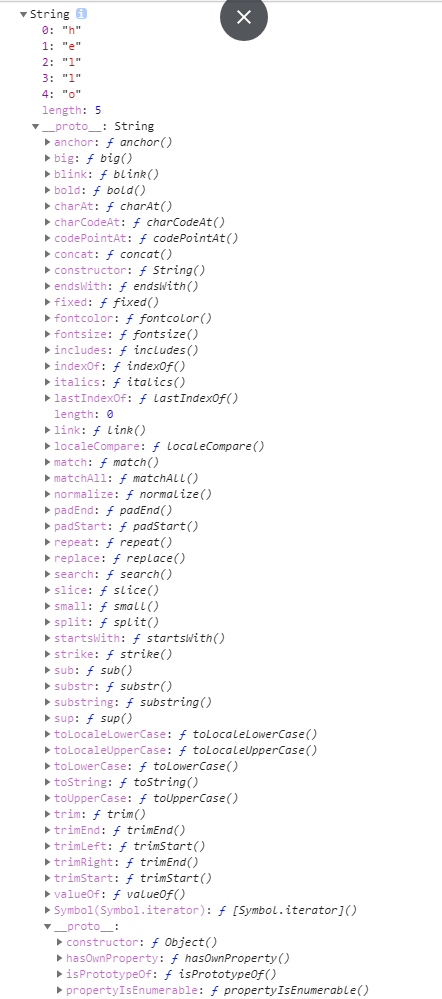 String i
0: "h"
1: "e"
2: "l"
3: "l"
4: "o"
length: 5
__proto__: String
anchor: ƒ anchor()
big: ƒ big()
blink: ƒ blink()
bold: ƒ bold()
charAt: ƒ charAt()
charCodeAt: ƒ charCodeAt()
codePointAt: ƒ codePointAt()
concat: ƒ concat()
constructor: ƒ String()
endsWith: ƒ endsWith()
fixed: ƒ fixed()
fontcolor: ƒ fontcolor()
fontsize: ƒ fontsize()
includes: ƒ includes()
indexOf: ƒ indexOf()
italics: ƒ italics()
lastIndexOf: ƒ lastIndexOf()
length: 0
link: ƒ link()
localeCompare: ƒ localeCompare()
match: ƒ match()
matchAll: ƒ matchAll()
normalize: ƒ normalize()
padEnd: ƒ padEnd()
padStart: ƒ padStart()
repeat: ƒ repeat()
replace: ƒ replace()
search: ƒ search()
slice: ƒ slice()
small: ƒ small()
split: ƒ split()
startsWith: ƒ startsWith()
strike: ƒ strike()
sub: ƒ sub()
substr: ƒ substr()
substring: ƒ substring()
sup: ƒ sup()
toLocaleLowerCase: ƒ toLocaleLowerCase()
toLocaleUpperCase: ƒ toLocaleUpperCase()
toLowerCase: ƒ toLowerCase()
toString: ƒ toString()
toUpperCase: ƒ toUpperCase()
trim: ƒ trim()
trimEnd: ƒ trimEnd()
trimLeft: ƒ trimStart()
trimRight: ƒ trimEnd()
trimStart: ƒ trimStart()
valueOf: ƒ valueOf()
Symbol(Symbol.iterator): ƒ [Symbol.iterator]()
__proto__:
constructor: ƒ Object()
hasOwnProperty: ƒ hasOwnProperty()
isPrototypeOf: ƒ isPrototypeOf()
propertyIsEnumerable: ƒ propertyIsEnumerable()